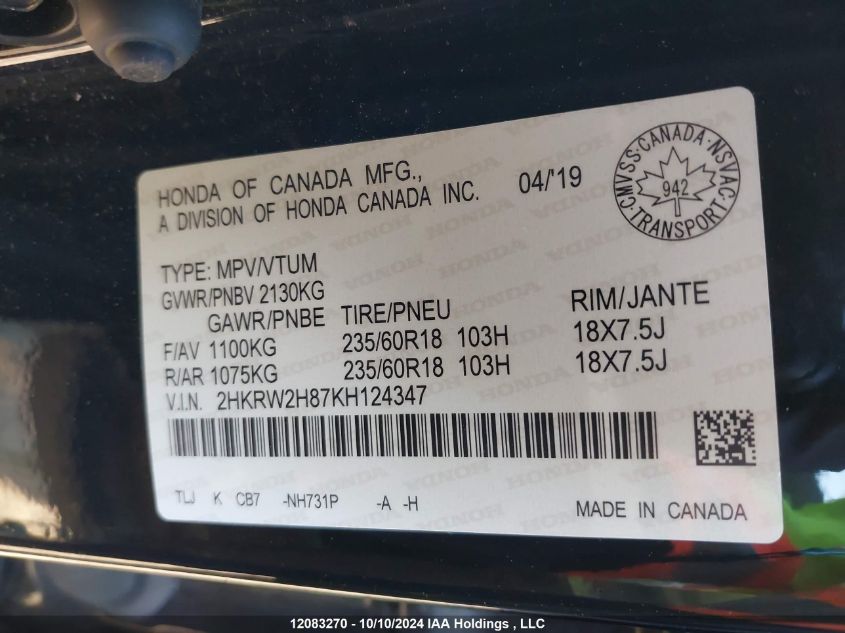 HONDA OF CANADA MFG.,
A DIVISION OF HONDA CANADA INC. 04/'19
CMVSS·CANADA·NSVAC·TRANSPORT·
942
TYPE: MPV/VTUM
GVWR/PNBV 2130KG
GAWR/PNBE TIRE/PNEU RIM/JANTE
F/AV 1100KG 235/60R18 103H 18X7.5J
R/AR 1075KG 235/60R18 103H 18X7.5J
V.I.N. 2HKRW2H87KH124347
TLJ K CB7 -NH731P -A -H MADE IN CANADA
12083270 - 10/10/2024 IAA Holdings , LLC